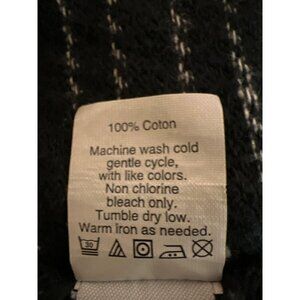 100% Coton
Machine wash cold
gentle cycle,
with like colors.
Non chlorine
bleach only.
Tumble dry low.
Warm iron as needed.
30